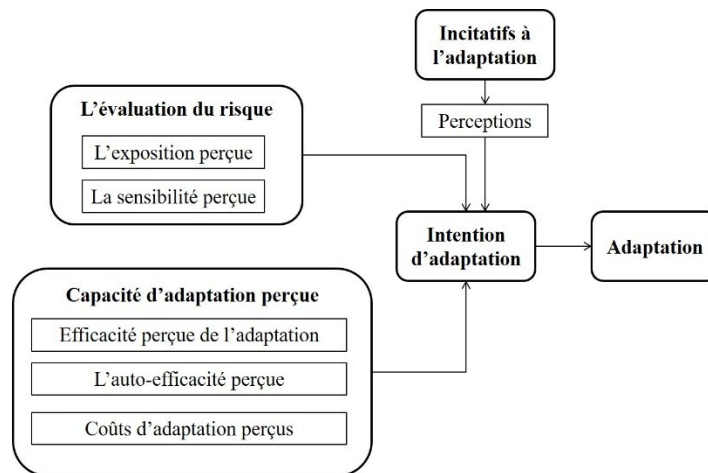 Incitatifs à
l’adaptation
Perceptions
L’évaluation du risque
L’exposition perçue
La sensibilité perçue
Intention
d’adaptation
Adaptation
Capacité d’adaptation perçue
Efficacité perçue de l’adaptation
L’auto-efficacité perçue
Coûts d’adaptation perçus